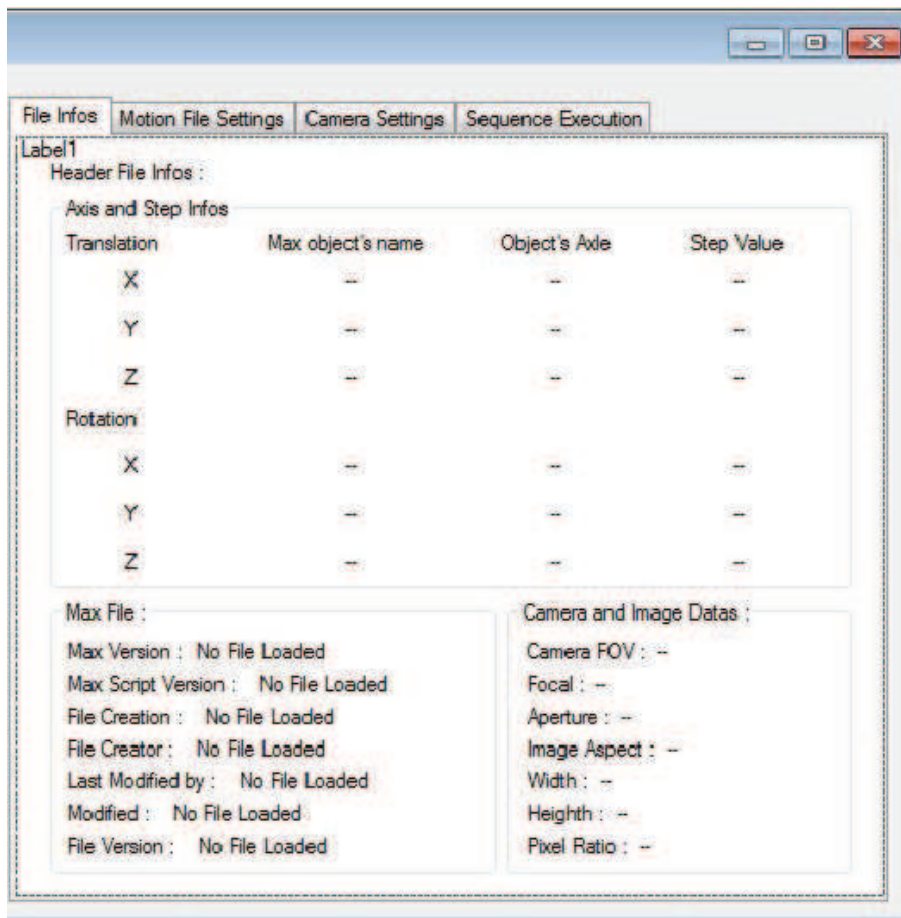 File Infos Motion File Settings Camera Settings Sequence Execution
Label1
Header File Infos :
Axis and Step Infos
Translation Max object's name Object's Axle Step Value
X -- -- --
Y -- -- --
Z -- -- --
Rotation
X -- -- --
Y -- -- --
Z -- -- --
Max File :
Max Version : No File Loaded
Max Script Version : No File Loaded
File Creation : No File Loaded
File Creator : No File Loaded
Last Modified by : No File Loaded
Modified : No File Loaded
File Version : No File Loaded
Camera and Image Datas :
Camera FOV : --
Focal : --
Aperture : --
Image Aspect : --
Width : --
Heighth : --
Pixel Ratio : --